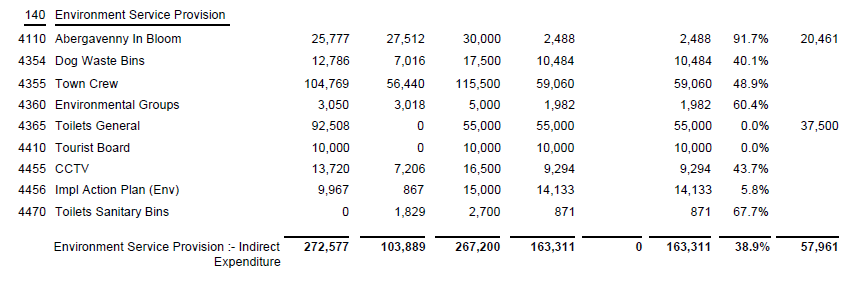 140 Environment Service Provision
4110 Abergavenny In Bloom 25,777 27,512 30,000 2,488 2,488 91.7% 20,461
4354 Dog Waste Bins 12,786 7,016 17,500 10,484 10,484 40.1%
4355 Town Crew 104,769 56,440 115,500 59,060 59,060 48.9%
4360 Environmental Groups 3,050 3,018 5,000 1,982 1,982 60.4%
4365 Toilets General 92,508 0 55,000 55,000 55,000 0.0% 37,500
4410 Tourist Board 10,000 0 10,000 10,000 10,000 0.0%
4455 CCTV 13,720 7,206 16,500 9,294 9,294 43.7%
4456 Impl Action Plan (Env) 9,967 867 15,000 14,133 14,133 5.8%
4470 Toilets Sanitary Bins 0 1,829 2,700 871 871 67.7%
Environment Service Provision :- Indirect 272,577 103,889 267,200 163,311 0 163,311 38.9% 57,961
Expenditure